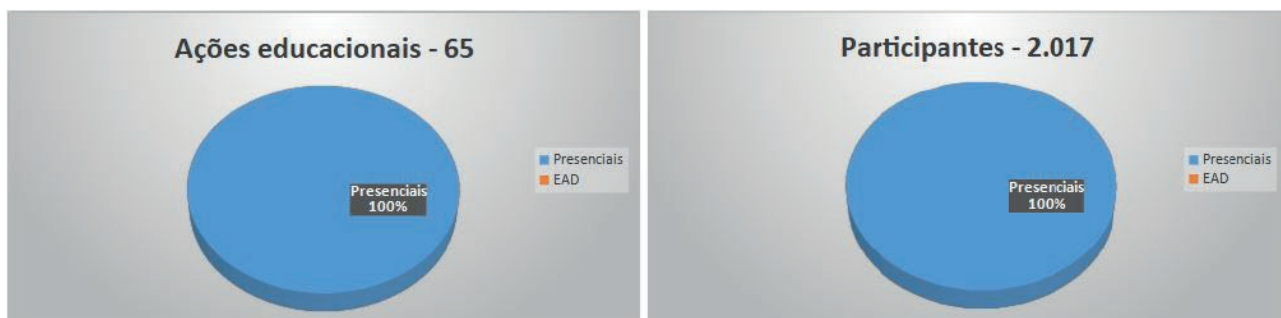 Ações educacionais - 65
Presenciais
100%
Presenciais
EAD
Participantes - 2.017
Presenciais
100%
Presenciais
EAD